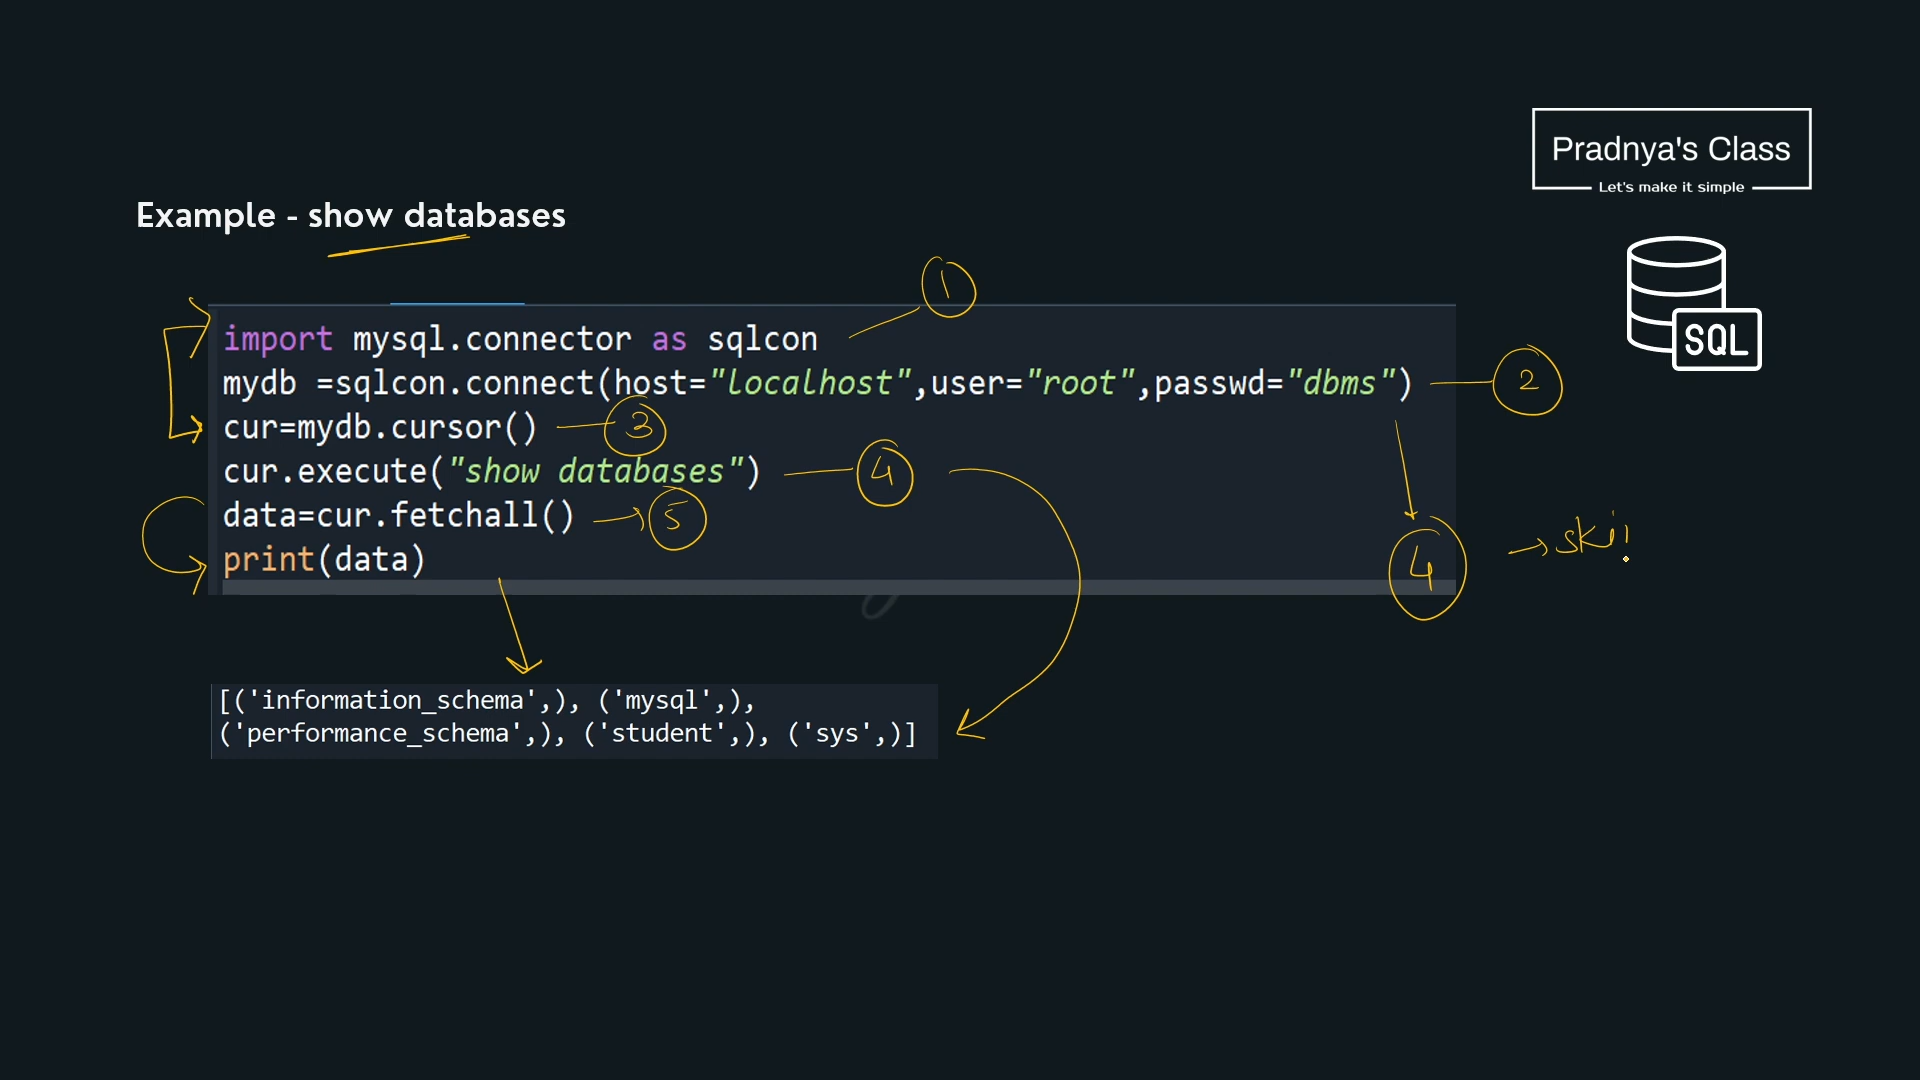 Pradnya's Class
Let's make it simple
Example - show databases
SQL
1
import mysql.connector as sqlcon
mydb =sqlcon.connect(host="localhost",user="root",passwd="dbms")
2
cur=mydb.cursor()
3
cur.execute("show databases")
4
data=cur.fetchall()
5
print(data)
4
[('information_schema',), ('mysql',),
('performance_schema',), ('student',), ('sys',)]